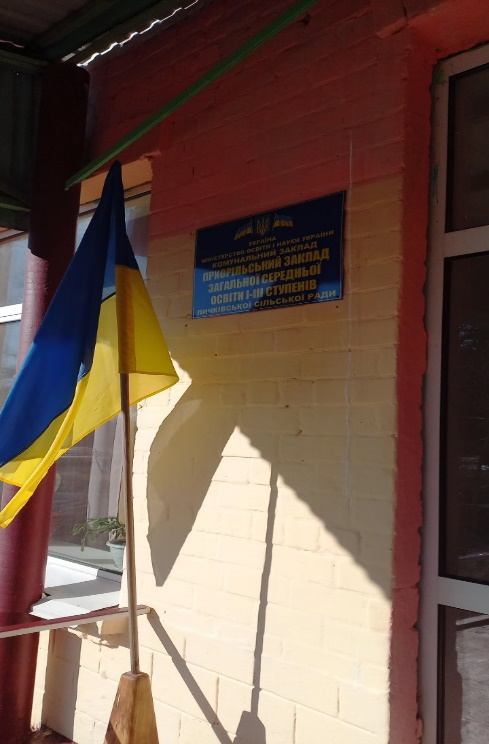 УКРАЇНА
МІНІСТЕРСТВО ОСВІТИ І НАУКИ УКРАЇНИ
КОМУНАЛЬНИЙ ЗАКЛАД
ПРИОРІЛЬСЬКИЙ ЗАКЛАД
ЗАГАЛЬНОЇ СЕРЕДНЬОЇ
ОСВІТИ І-ІІІ СТУПЕНІВ
ЛИЧКІВСЬКОЇ СІЛЬСЬКОЇ РАДИ